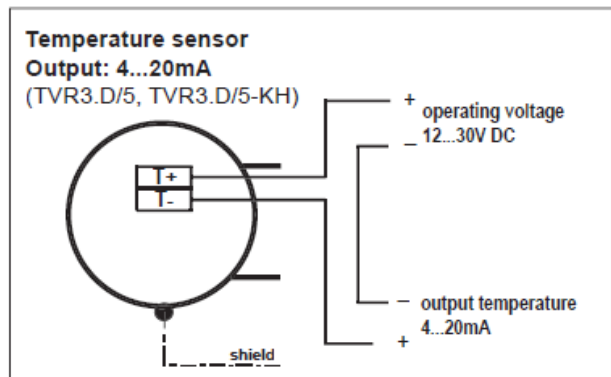 Temperature sensor
Output: 4...20mA
(TVR3.D/5, TVR3.D/5-KH)
+ operating voltage
− 12...30V DC
T+
T-
− output temperature
+ 4...20mA
shield